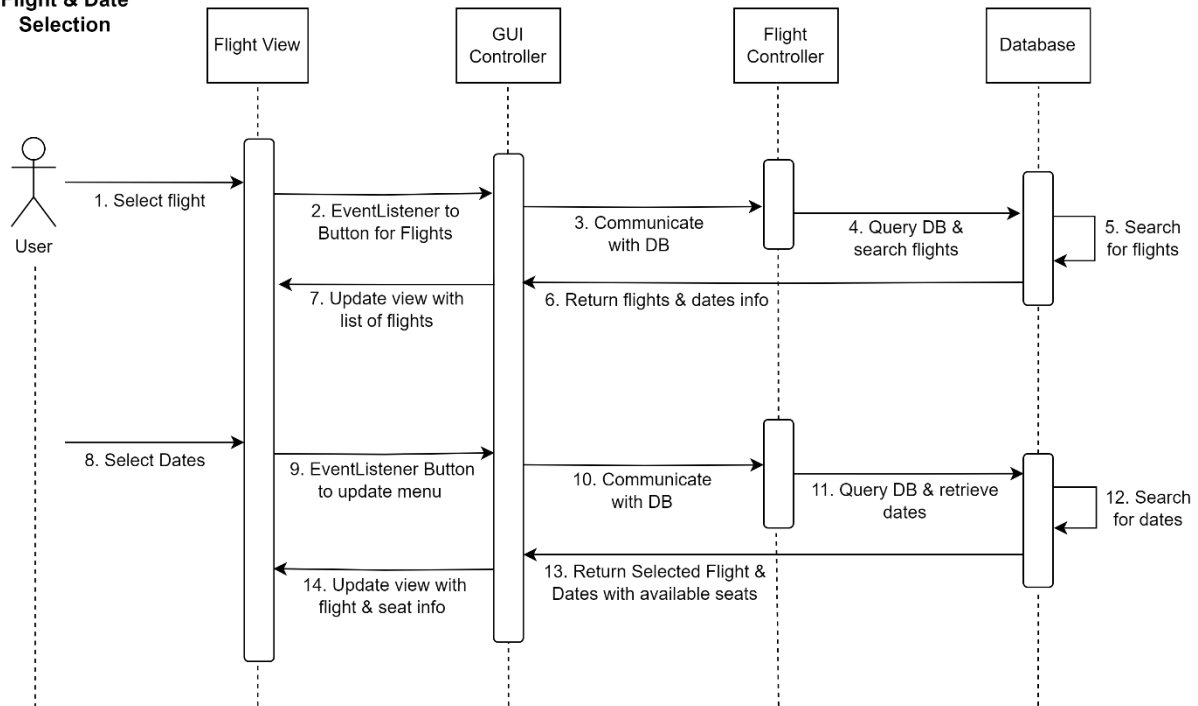 Flight & Date
Selection
Flight View
GUI
Controller
Flight
Controller
Database
User
1. Select flight
2. EventListener to
Button for Flights
3. Communicate
with DB
4. Query DB &
search flights
5. Search
for flights
6. Return flights & dates info
7. Update view with
list of flights
8. Select Dates
9. EventListener Button
to update menu
10. Communicate
with DB
11. Query DB & retrieve
dates
12. Search
for dates
13. Return Selected Flight &
Dates with available seats
14. Update view with
flight & seat info